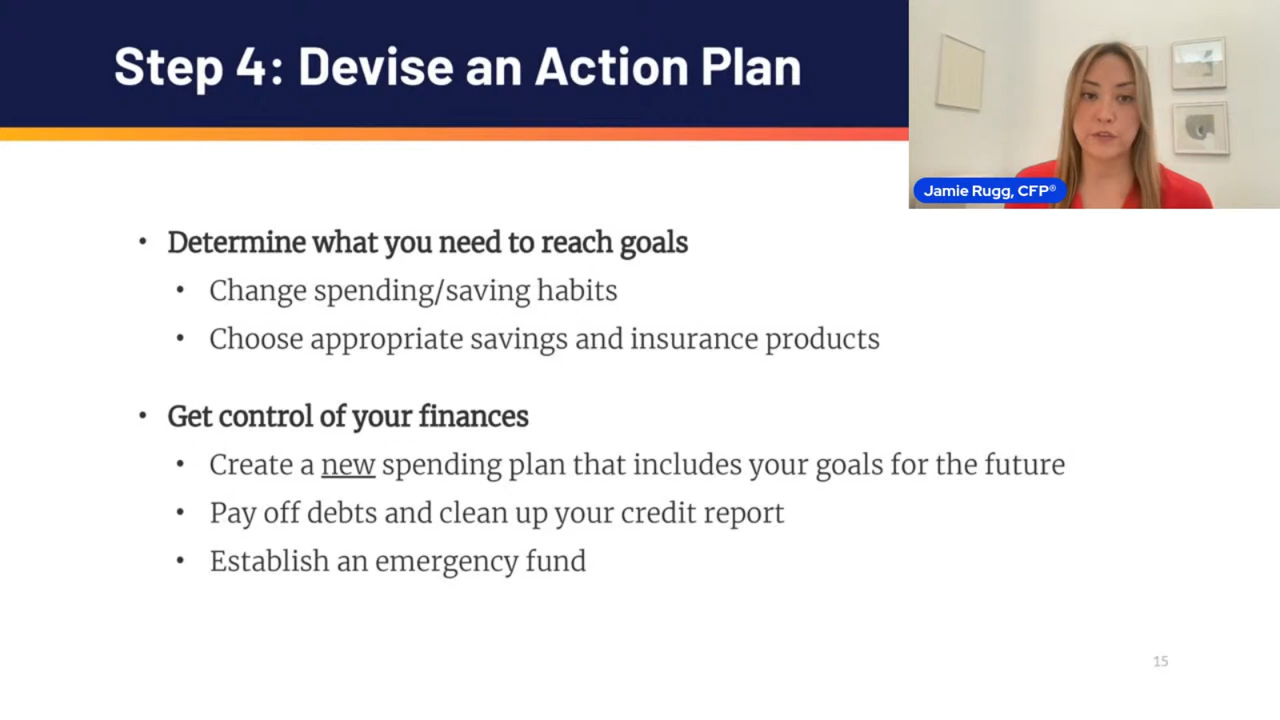 Step 4: Devise an Action Plan
Jamie Rugg, CFP®
• Determine what you need to reach goals
• Change spending/saving habits
• Choose appropriate savings and insurance products
• Get control of your finances
• Create a new spending plan that includes your goals for the future
• Pay off debts and clean up your credit report
• Establish an emergency fund
15